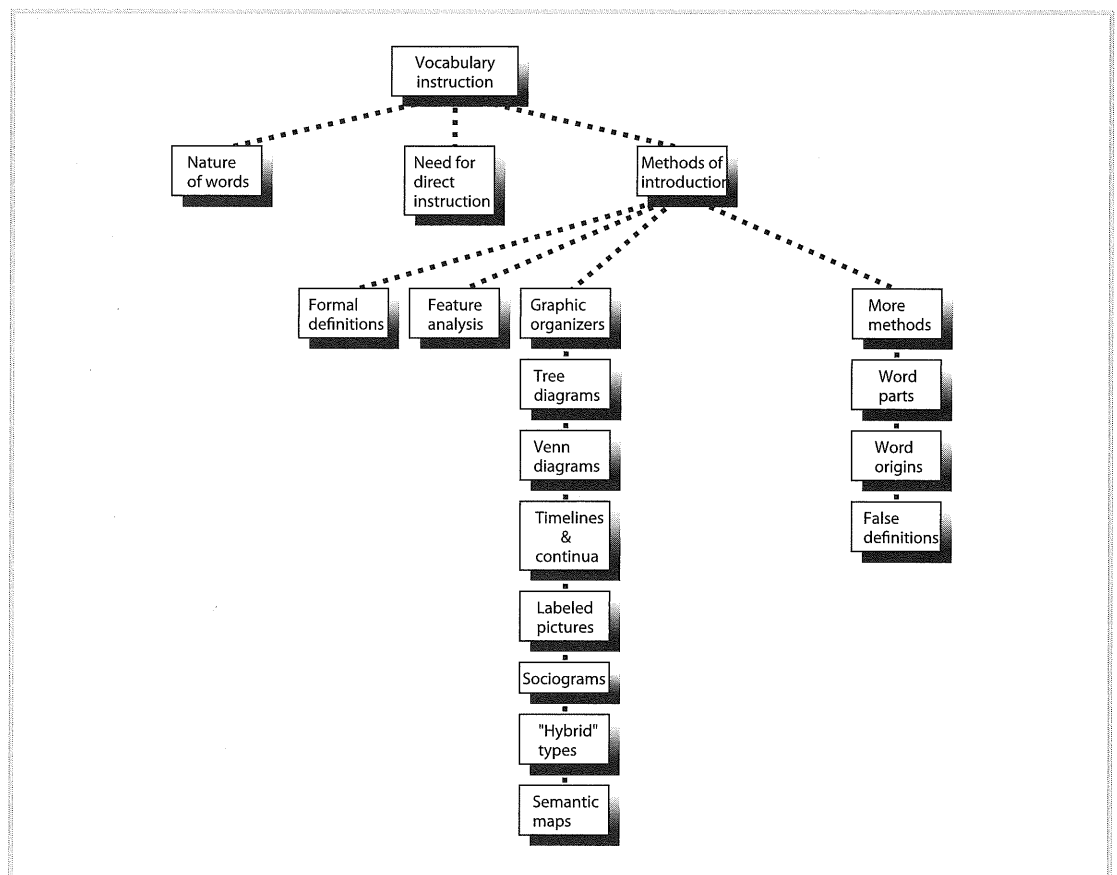 Vocabulary
instruction
Nature
of words
Need for
direct
instruction
Methods of
introduction
Formal
definitions
Feature
analysis
Graphic
organizers
More
methods
Tree
diagrams
Word
parts
Venn
diagrams
Word
origins
Timelines
&
continua
False
definitions
Labeled
pictures
Sociograms
"Hybrid"
types
Semantic
maps